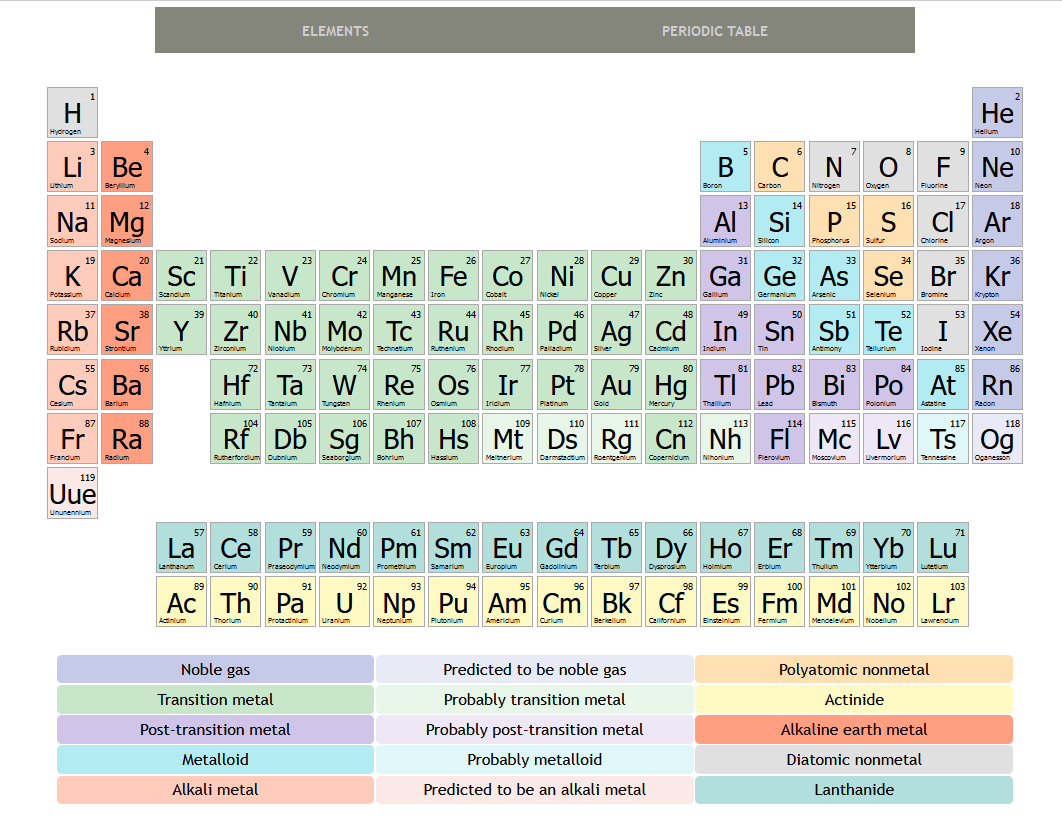 ELEMENTS PERIODIC TABLE
1 2
H He
Hydrogen Helium
3 4 5 6 7 8 9 10
Li Be B C N O F Ne
Lithium Beryllium Boron Carbon Nitrogen Oxygen Fluorine Neon
11 12 13 14 15 16 17 18
Na Mg Al Si P S Cl Ar
Sodium Magnesium Aluminium Silicon Phosphorus Sulfur Chlorine Argon
19 20 21 22 23 24 25 26 27 28 29 30 31 32 33 34 35 36
K Ca Sc Ti V Cr Mn Fe Co Ni Cu Zn Ga Ge As Se Br Kr
Potassium Calcium Scandium Titanium Vanadium Chromium Manganese Iron Cobalt Nickel Copper Zinc Gallium Germanium Arsenic Selenium Bromine Krypton
37 38 39 40 41 42 43 44 45 46 47 48 49 50 51 52 53 54
Rb Sr Y Zr Nb Mo Tc Ru Rh Pd Ag Cd In Sn Sb Te I Xe
Rubidium Strontium Yttrium Zirconium Niobium Molybdenum Technetium Ruthenium Rhodium Palladium Silver Cadmium Indium Tin Antimony Tellurium Iodine Xenon
55 56 72 73 74 75 76 77 78 79 80 81 82 83 84 85 86
Cs Ba Hf Ta W Re Os Ir Pt Au Hg Tl Pb Bi Po At Rn
Cesium Barium Hafnium Tantalum Tungsten Rhenium Osmium Iridium Platinum Gold Mercury Thallium Lead Bismuth Polonium Astatine Radon
87 88 104 105 106 107 108 109 110 111 112 113 114 115 116 117 118
Fr Ra Rf Db Sg Bh Hs Mt Ds Rg Cn Nh Fl Mc Lv Ts Og
Francium Radium Rutherfordium Dubnium Seaborgium Bohrium Hassium Meitnerium Darmstadtium Roentgenium Copernicium Nihonium Flerovium Moscovium Livermorium Tennessine Oganesson
119
Uue
Ununennium
57 58 59 60 61 62 63 64 65 66 67 68 69 70 71
La Ce Pr Nd Pm Sm Eu Gd Tb Dy Ho Er Tm Yb Lu
Lanthanum Cerium Praseodymium Neodymium Promethium Samarium Europium Gadolinium Terbium Dysprosium Holmium Erbium Thulium Ytterbium Lutetium
89 90 91 92 93 94 95 96 97 98 99 100 101 102 103
Ac Th Pa U Np Pu Am Cm Bk Cf Es Fm Md No Lr
Actinium Thorium Protactinium Uranium Neptunium Plutonium Americium Curium Berkelium Californium Einsteinium Fermium Mendelevium Nobelium Lawrencium
Noble gas Predicted to be noble gas Polyatomic nonmetal
Transition metal Probably transition metal Actinide
Post-transition metal Probably post-transition metal Alkaline earth metal
Metalloid Probably metalloid Diatomic nonmetal
Alkali metal Predicted to be an alkali metal Lanthanide